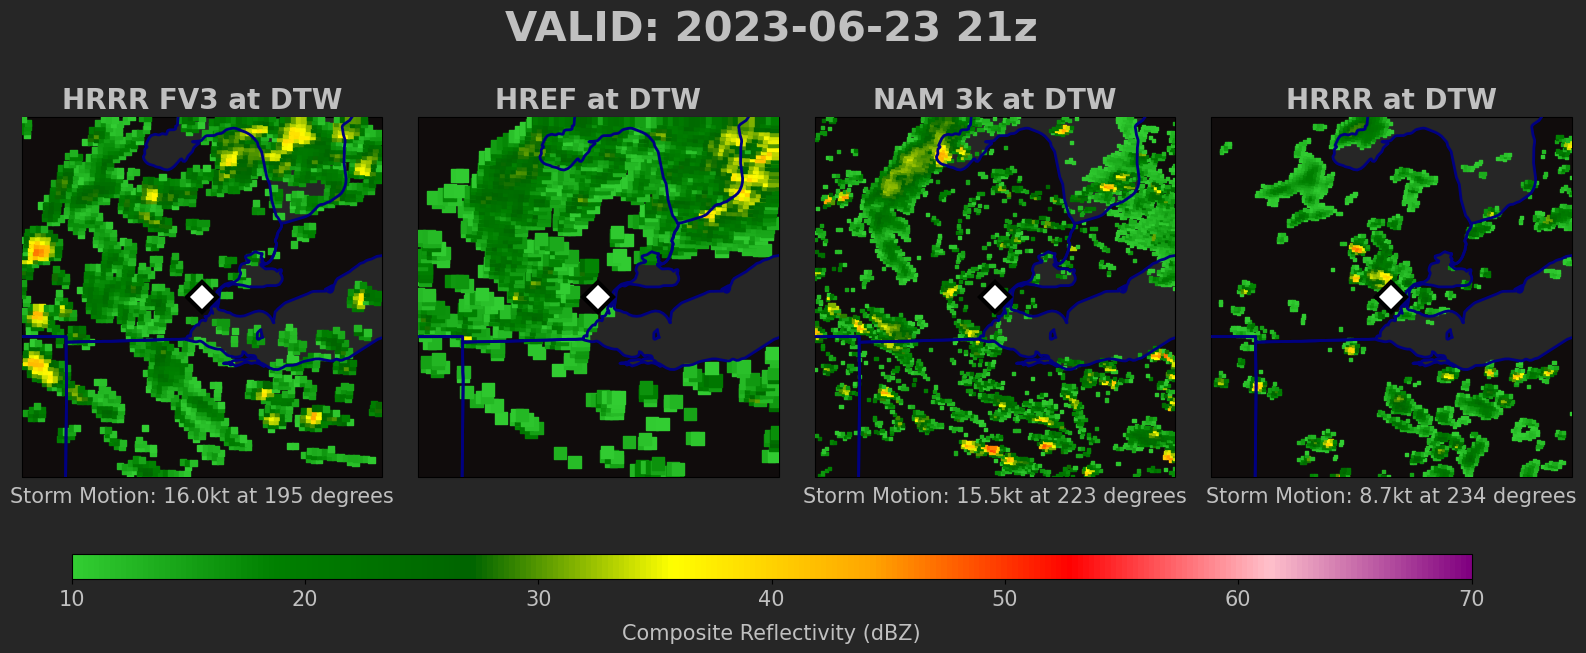 VALID: 2023-06-23 21z
HRRR FV3 at DTW
HREF at DTW
NAM 3k at DTW
HRRR at DTW
Storm Motion: 16.0kt at 195 degrees
Storm Motion: 15.5kt at 223 degrees
Storm Motion: 8.7kt at 234 degrees
10 20 30 40 50 60 70
Composite Reflectivity (dBZ)